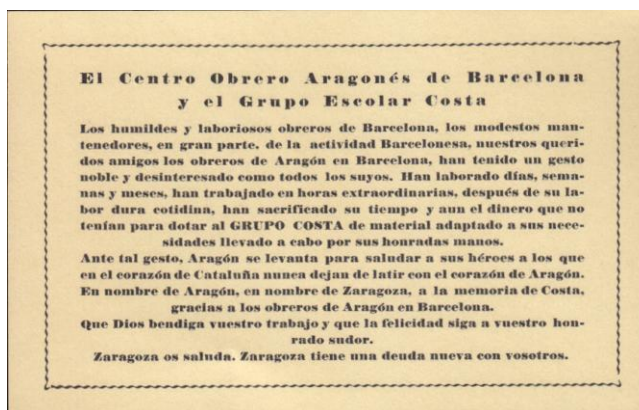 El Centro Obrero Aragonés de Barcelona
y el Grupo Escolar Costa
Los humildes y laboriosos obreros de Barcelona, los modestos man-
tenedores, en gran parte, de la actividad Barcelonesa, nuestros queri-
dos amigos los obreros de Aragón en Barcelona, han tenido un gesto
noble y desinteresado como todos los suyos. Han laborado días, sema-
nas y meses, han trabajado en horas extraordinarias, después de su la-
bor dura cotidina, han sacrificado su tiempo y aun el dinero que no
tenían para dotar al GRUPO COSTA de material adaptado a sus nece-
sidades llevado a cabo por sus honradas manos.
Ante tal gesto, Aragón se levanta para saludar a sus héroes a los que
en el corazón de Cataluña nunca dejan de latir con el corazón de Aragón.
En nombre de Aragón, en nombre de Zaragoza, a la memoria de Costa,
gracias a los obreros de Aragón en Barcelona.
Que Dios bendiga vuestro trabajo y que la felicidad siga a vuestro hon-
rado sudor.
Zaragoza os saluda. Zaragoza tiene una deuda nueva con vosotros.